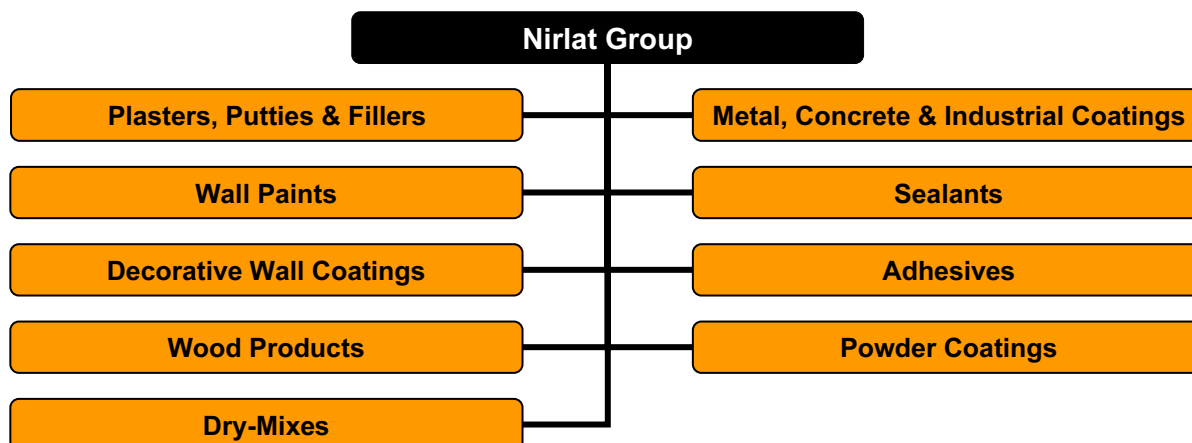 Nirlat Group
Plasters, Putties & Fillers
Metal, Concrete & Industrial Coatings
Wall Paints
Sealants
Decorative Wall Coatings
Adhesives
Wood Products
Powder Coatings
Dry-Mixes